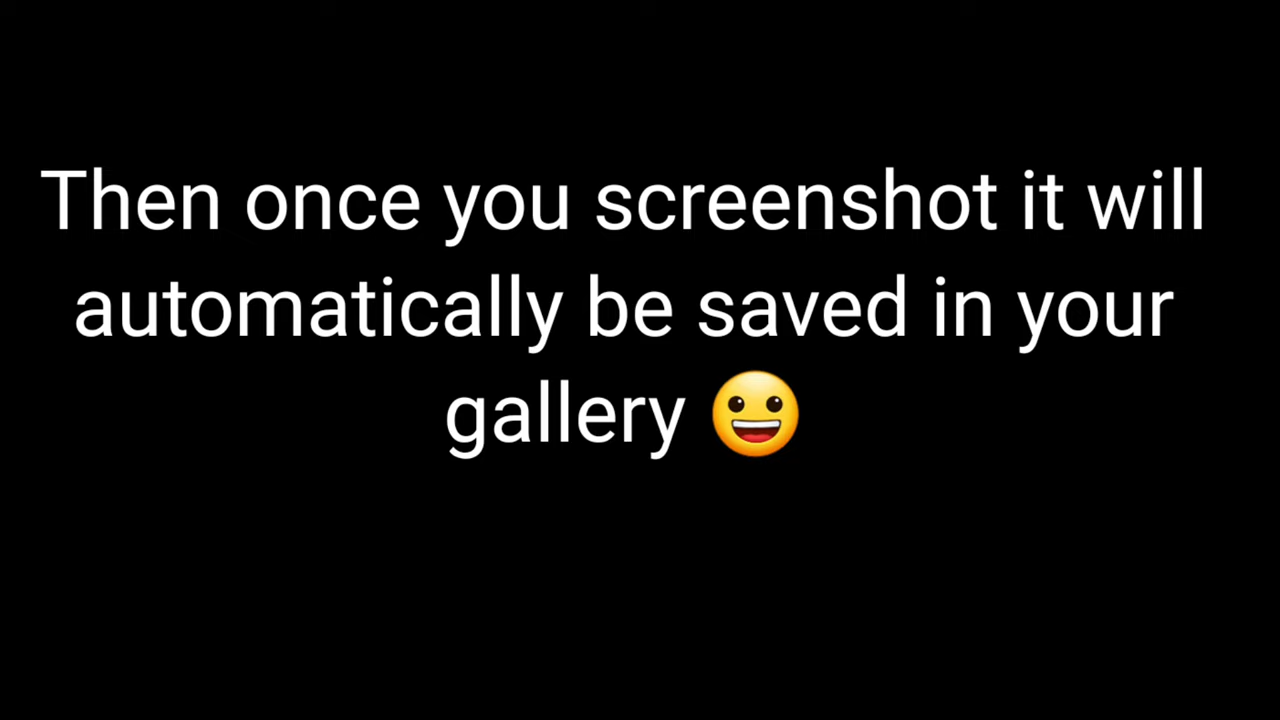 Then once you screenshot it will
automatically be saved in your
gallery 😀